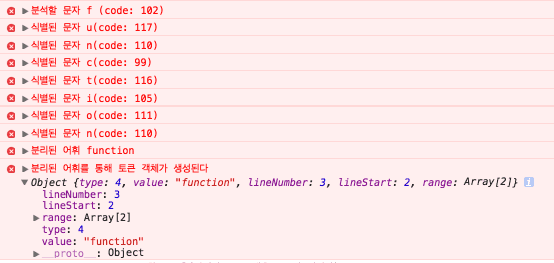 분석할 문자 f (code: 102)
식별된 문자 u(code: 117)
식별된 문자 n(code: 110)
식별된 문자 c(code: 99)
식별된 문자 t(code: 116)
식별된 문자 i(code: 105)
식별된 문자 o(code: 111)
식별된 문자 n(code: 110)
분리된 어휘 function
분리된 어휘를 통해 토큰 객체가 생성된다
Object {type: 4, value: "function", lineNumber: 3, lineStart: 2, range: Array[2]} i
lineNumber: 3
lineStart: 2
range: Array[2]
type: 4
value: "function"
__proto__: Object